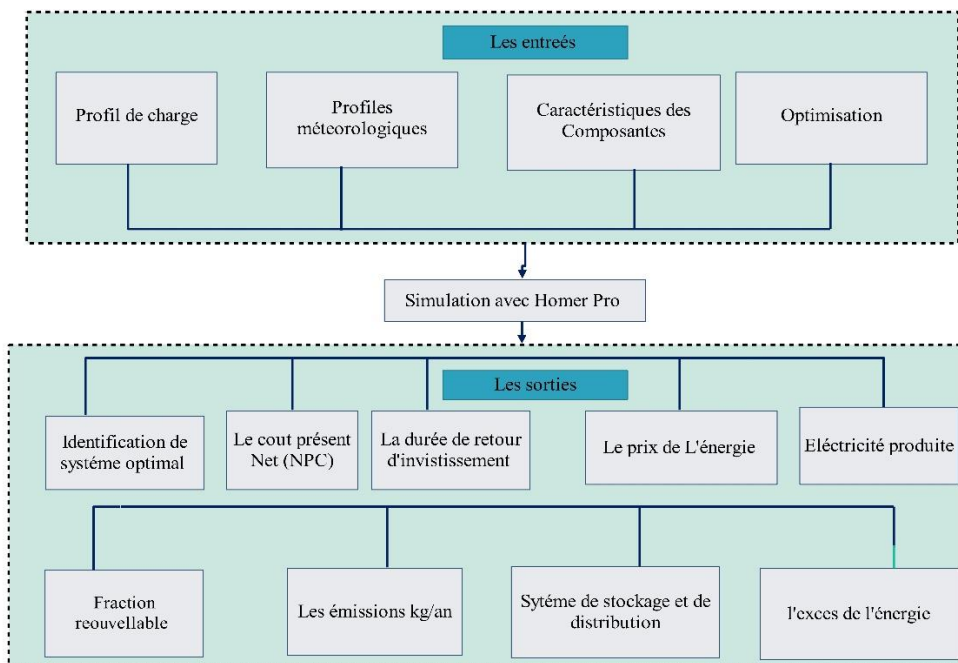 Les entreés
Profil de charge
Profiles
méteorologiques
Caractéristiques des
Composantes
Optimisation
Simulation avec Homer Pro
Les sorties
Identification de
systéme optimal
Le cout présent
Net (NPC)
La durée de retour
d'invistissement
Le prix de L'énergie
Eléctricité produite
Fraction
reouvellable
Les émissions kg/an
Sytéme de stockage et de
distribution
l'exces de l'énergie